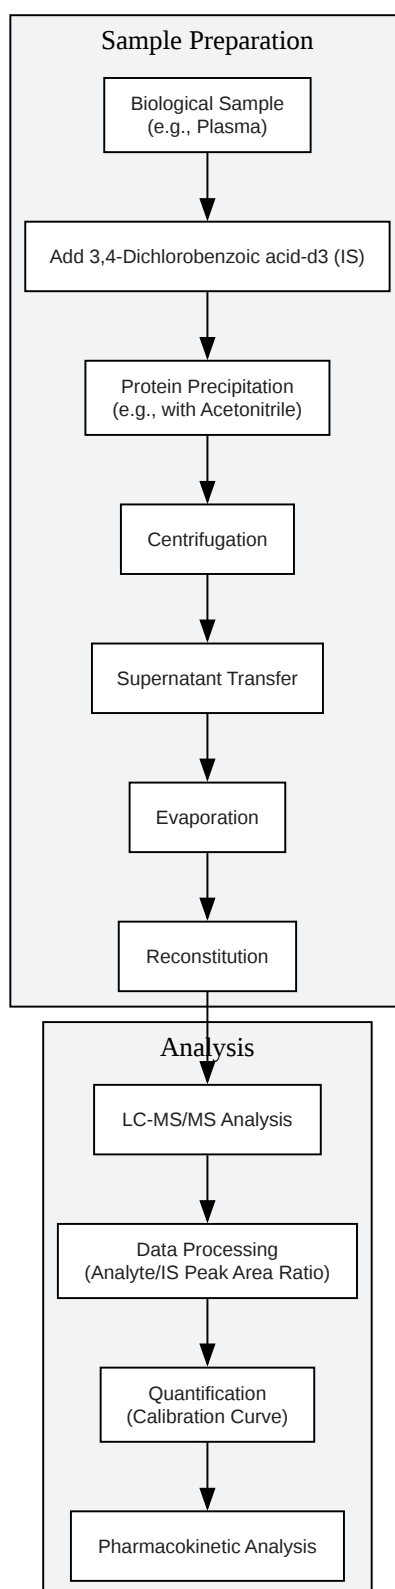 Sample Preparation
Biological Sample
(e.g., Plasma)
Add 3,4-Dichlorobenzoic acid-d3 (IS)
Protein Precipitation
(e.g., with Acetonitrile)
Centrifugation
Supernatant Transfer
Evaporation
Reconstitution
Analysis
LC-MS/MS Analysis
Data Processing
(Analyte/IS Peak Area Ratio)
Quantification
(Calibration Curve)
Pharmacokinetic Analysis